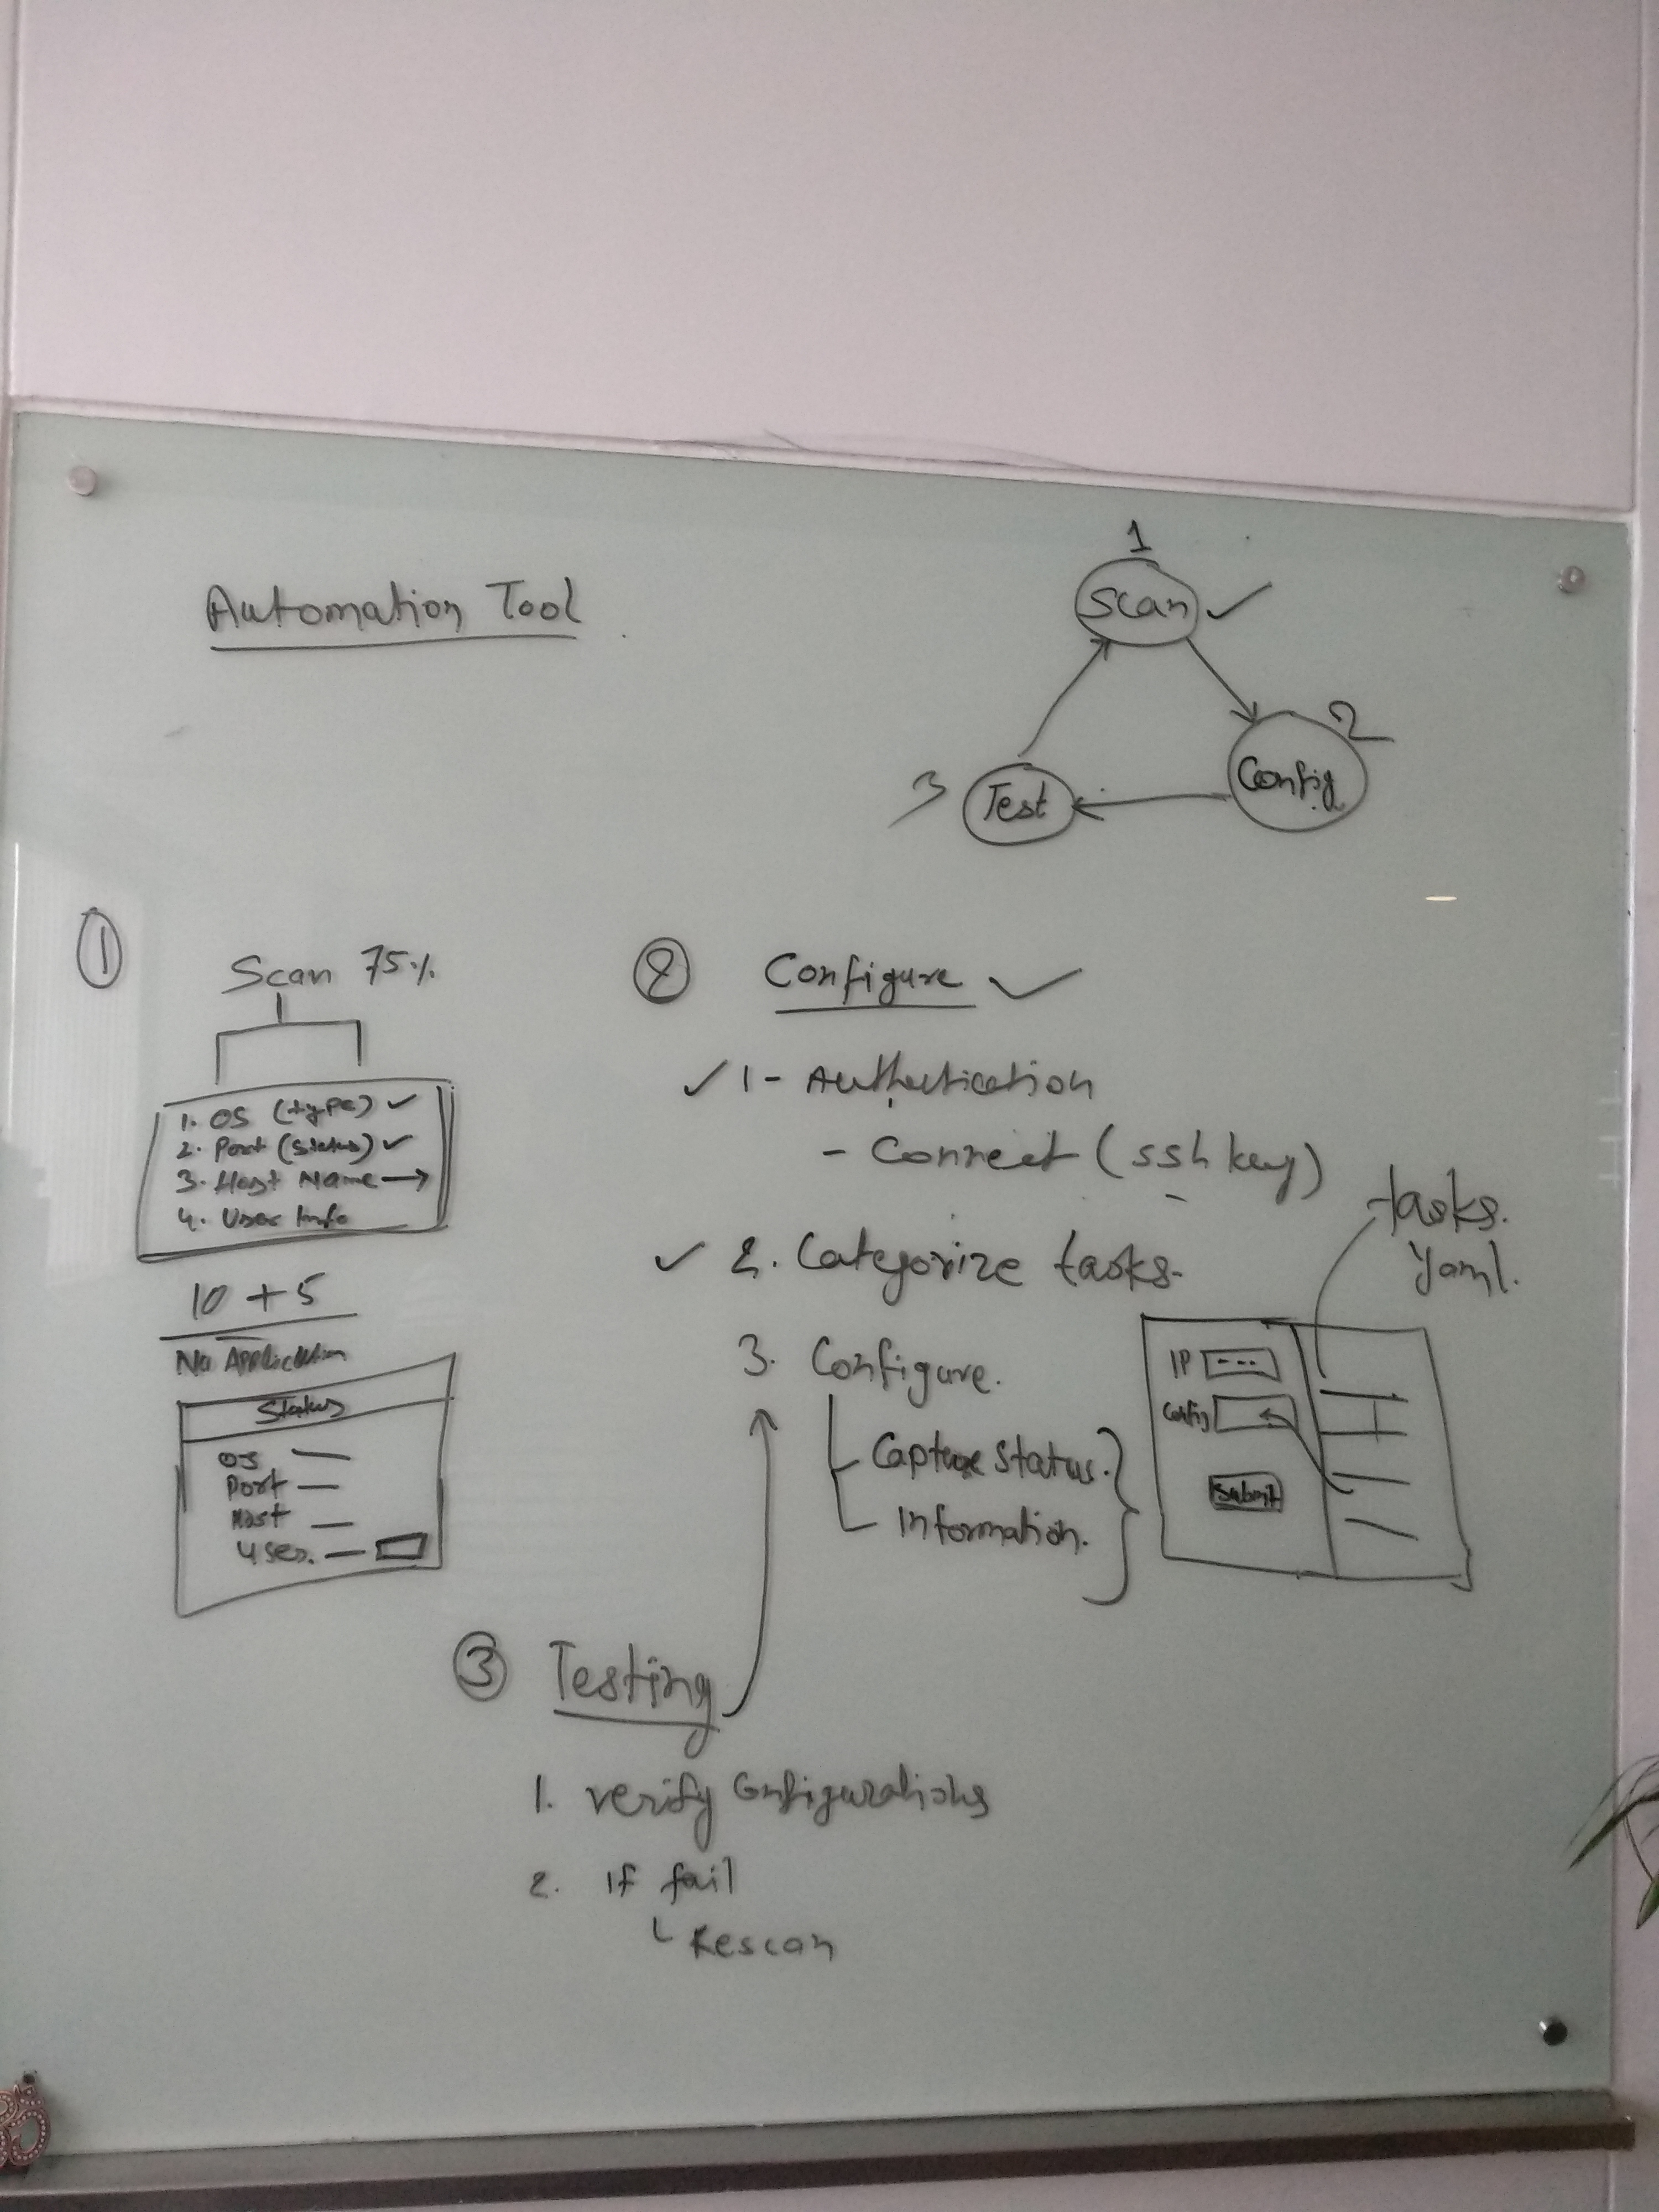 Automation Tool
1
Scan ✓
2
Config
3
Test
① Scan 75%
1. OS (type) ✓
2. Port (Status) ✓
3. Host Name →
4. User Info
10 + 5
No Application
Status
OS —
Port —
Host —
User. —
② Configure ✓
✓ 1 - Authentication
- Connect (ssh key)
✓ 2. Categorize tasks.
3. Configure.
Capture Status.
Information.
tasks.
Yaml.
IP ---
Config
Submit
③ Testing
1. verify Configurations
2. If fail
Rescan